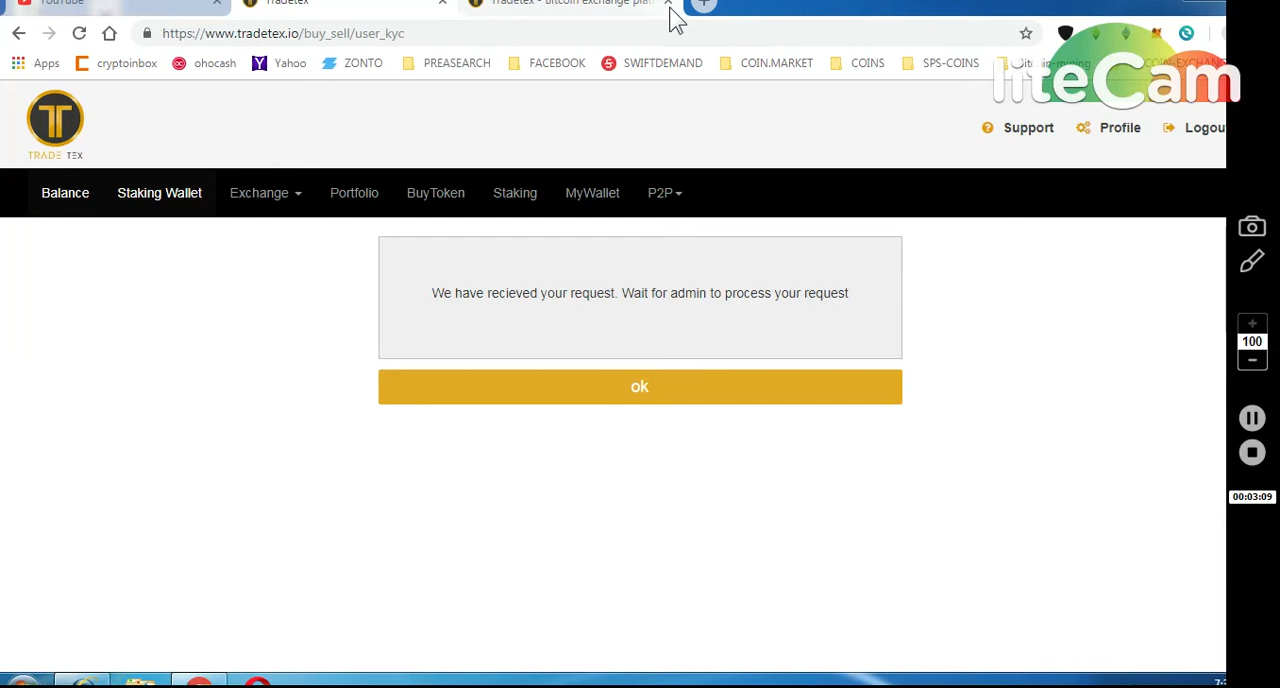 YouTube
Tradetex
Tradetex - Bitcoin exchange plat
https://www.tradetex.io/buy_sell/user_kyc
Apps cryptoinbox ohocash Yahoo ZONTO PREASEARCH FACEBOOK SWIFTDEMAND COIN.MARKET COINS SPS-COINS
liteCam
TRADE TEX
Support Profile Logou
Balance Staking Wallet Exchange Portfolio BuyToken Staking MyWallet P2P
We have recieved your request. Wait for admin to process your request
ok
100
00:03:09